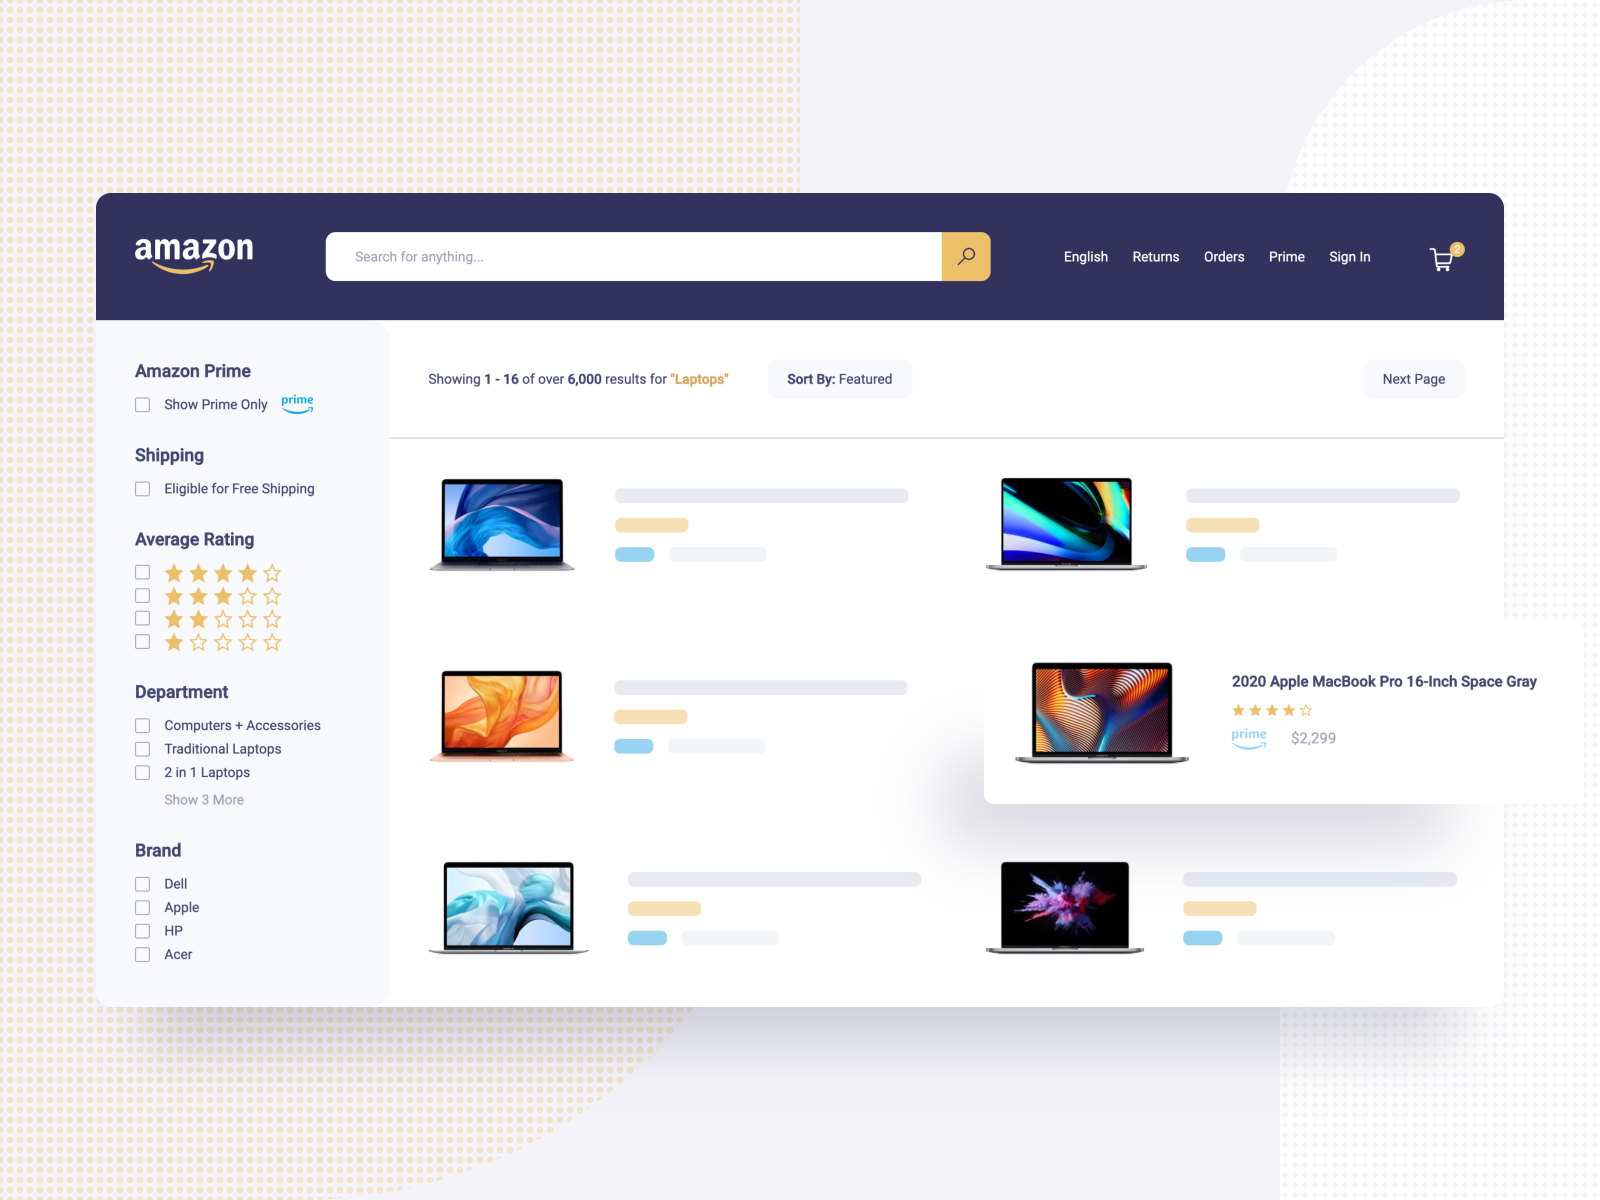 amazon
Search for anything...
English
Returns
Orders
Prime
Sign In
2
Amazon Prime
Show Prime Only prime
Shipping
Eligible for Free Shipping
Average Rating
Department
Computers + Accessories
Traditional Laptops
2 in 1 Laptops
Show 3 More
Brand
Dell
Apple
HP
Acer
Showing 1 - 16 of over 6,000 results for "Laptops"
Sort By: Featured
Next Page
2020 Apple MacBook Pro 16-Inch Space Gray
prime $2,299